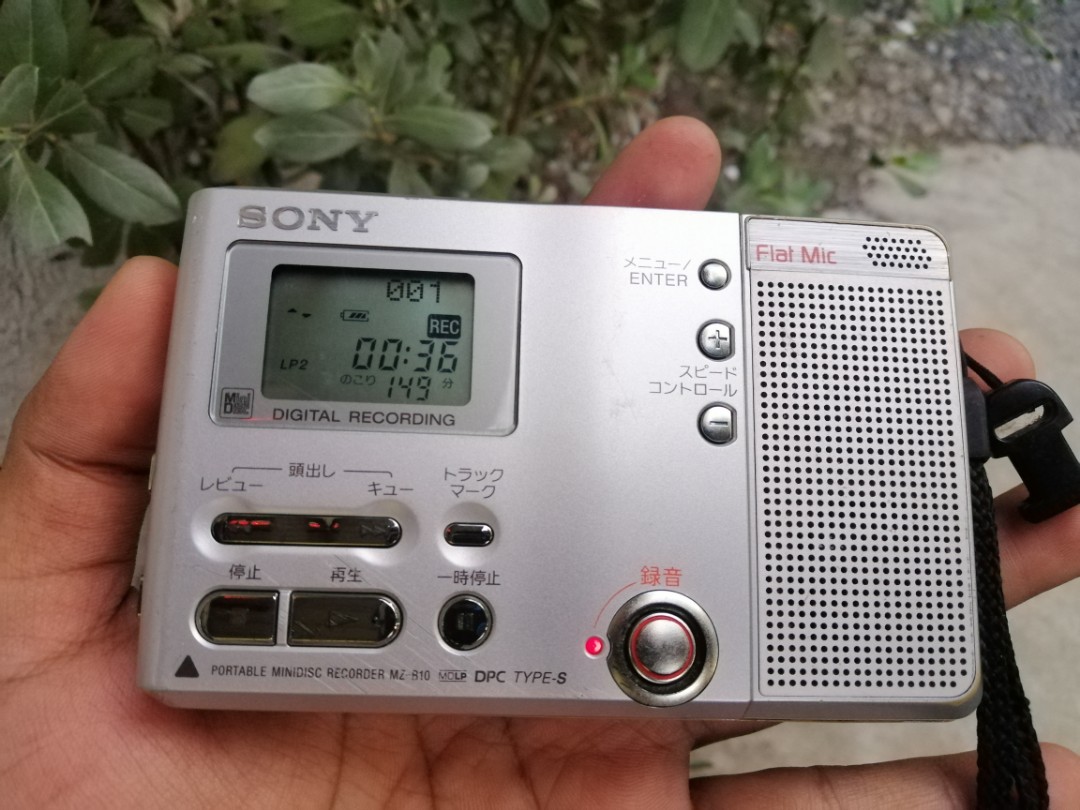 SONY
Flat Mic
メニュー/
ENTER
001
REC
00:36
LP2
のこり 149 分
Mini
Disc
DIGITAL RECORDING
スピード
コントロール
頭出し
レビュー キュー
トラック
マーク
停止 再生 一時停止
録音
PORTABLE MINIDISC RECORDER MZ-B10 MDLP DPC TYPE-S